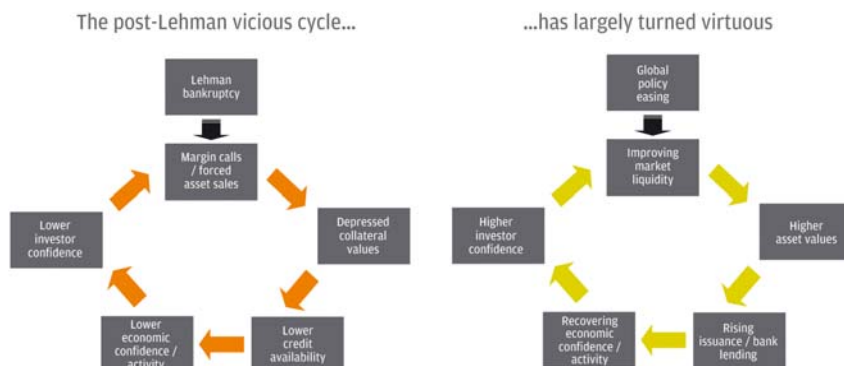 The post-Lehman vicious cycle...
Lehman
bankruptcy
Margin calls
/ forced
asset sales
Depressed
collateral
values
Lower
credit
availability
Lower
economic
confidence /
activity
Lower
investor
confidence
...has largely turned virtuous
Global
policy
easing
Improving
market
liquidity
Higher
asset values
Rising
issuance / bank
lending
Recovering
economic
confidence /
activity
Higher
investor
confidence